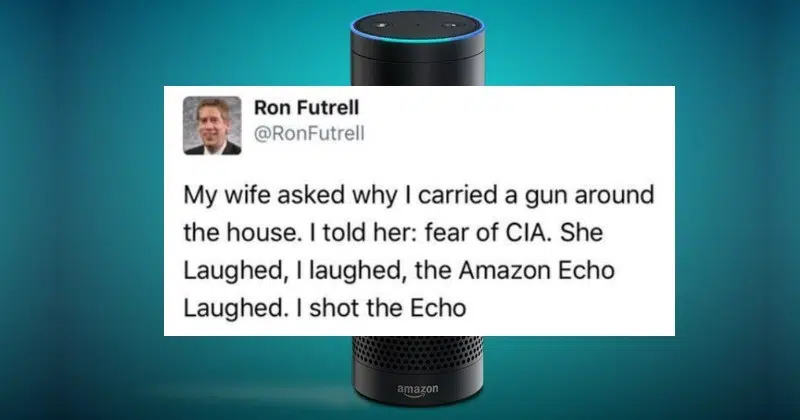 Ron Futrell
@RonFutrell
My wife asked why I carried a gun around
the house. I told her: fear of CIA. She
Laughed, I laughed, the Amazon Echo
Laughed. I shot the Echo
amazon